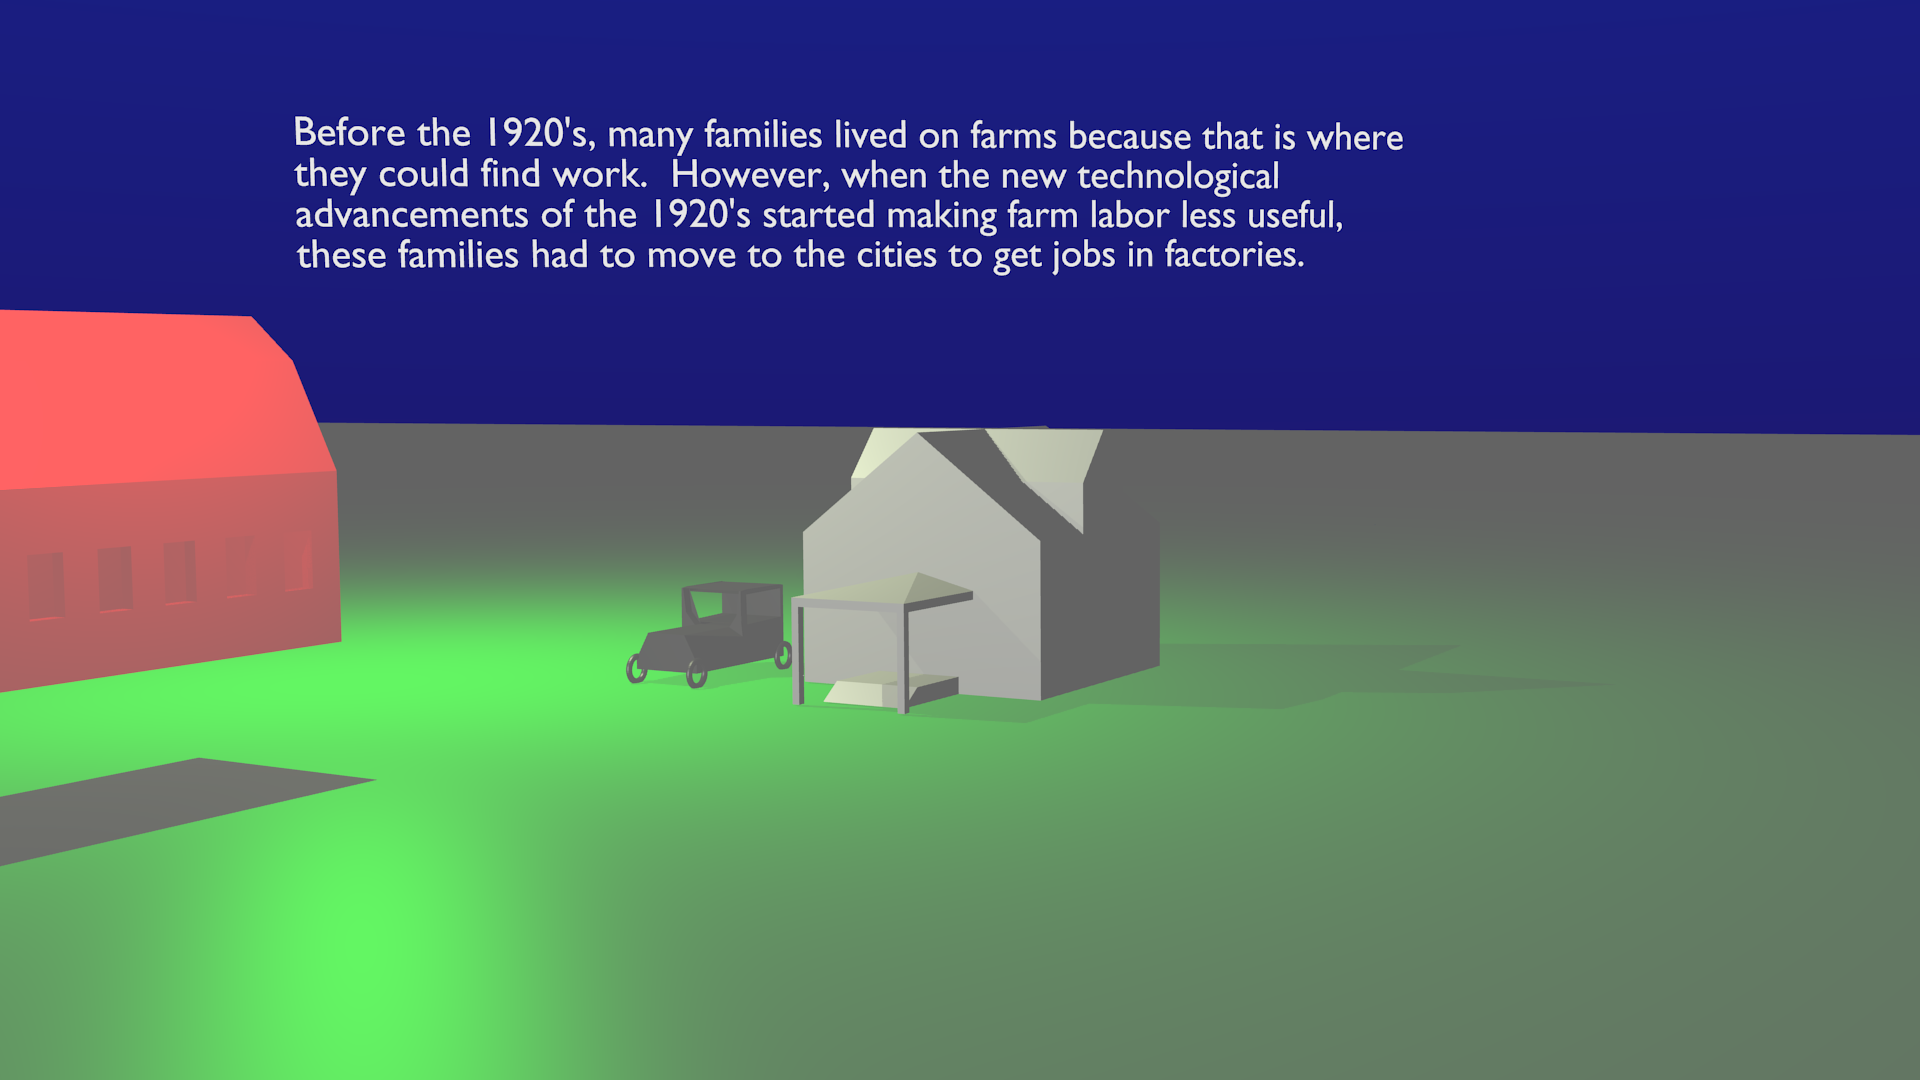 Before the 1920's, many families lived on farms because that is where
they could find work.  However, when the new technological
advancements of the 1920's started making farm labor less useful,
these families had to move to the cities to get jobs in factories.